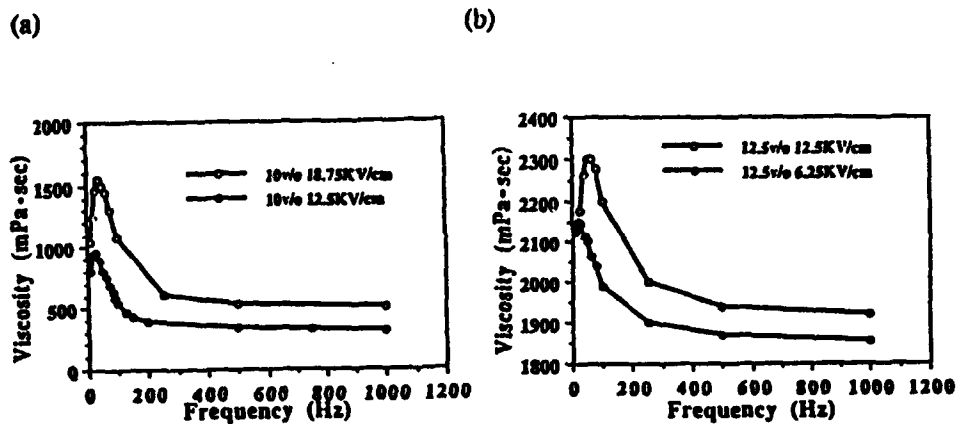 (a)
(b)
Viscosity (mPa•sec)
2000
1500
1000
500
0
10v/o 18.75KV/cm
10v/o 12.5KV/cm
0 200 400 600 800 1000 1200
Frequency (Hz)
Viscosity (mPa•sec)
2400
2300
2200
2150
2100
2000
1950
1900
1800
12.5v/o 12.5KV/cm
12.5v/o 6.25KV/cm
0 200 400 600 800 1000 1200
Frequency (Hz)